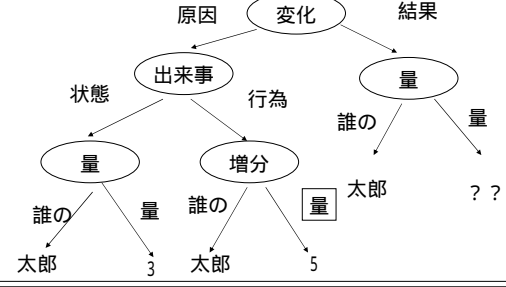 原因
変化
結果
出来事
量
状態
行為
誰の
量
量
増分
誰の
量
誰の
量
太郎
？？
太郎
3
太郎
5